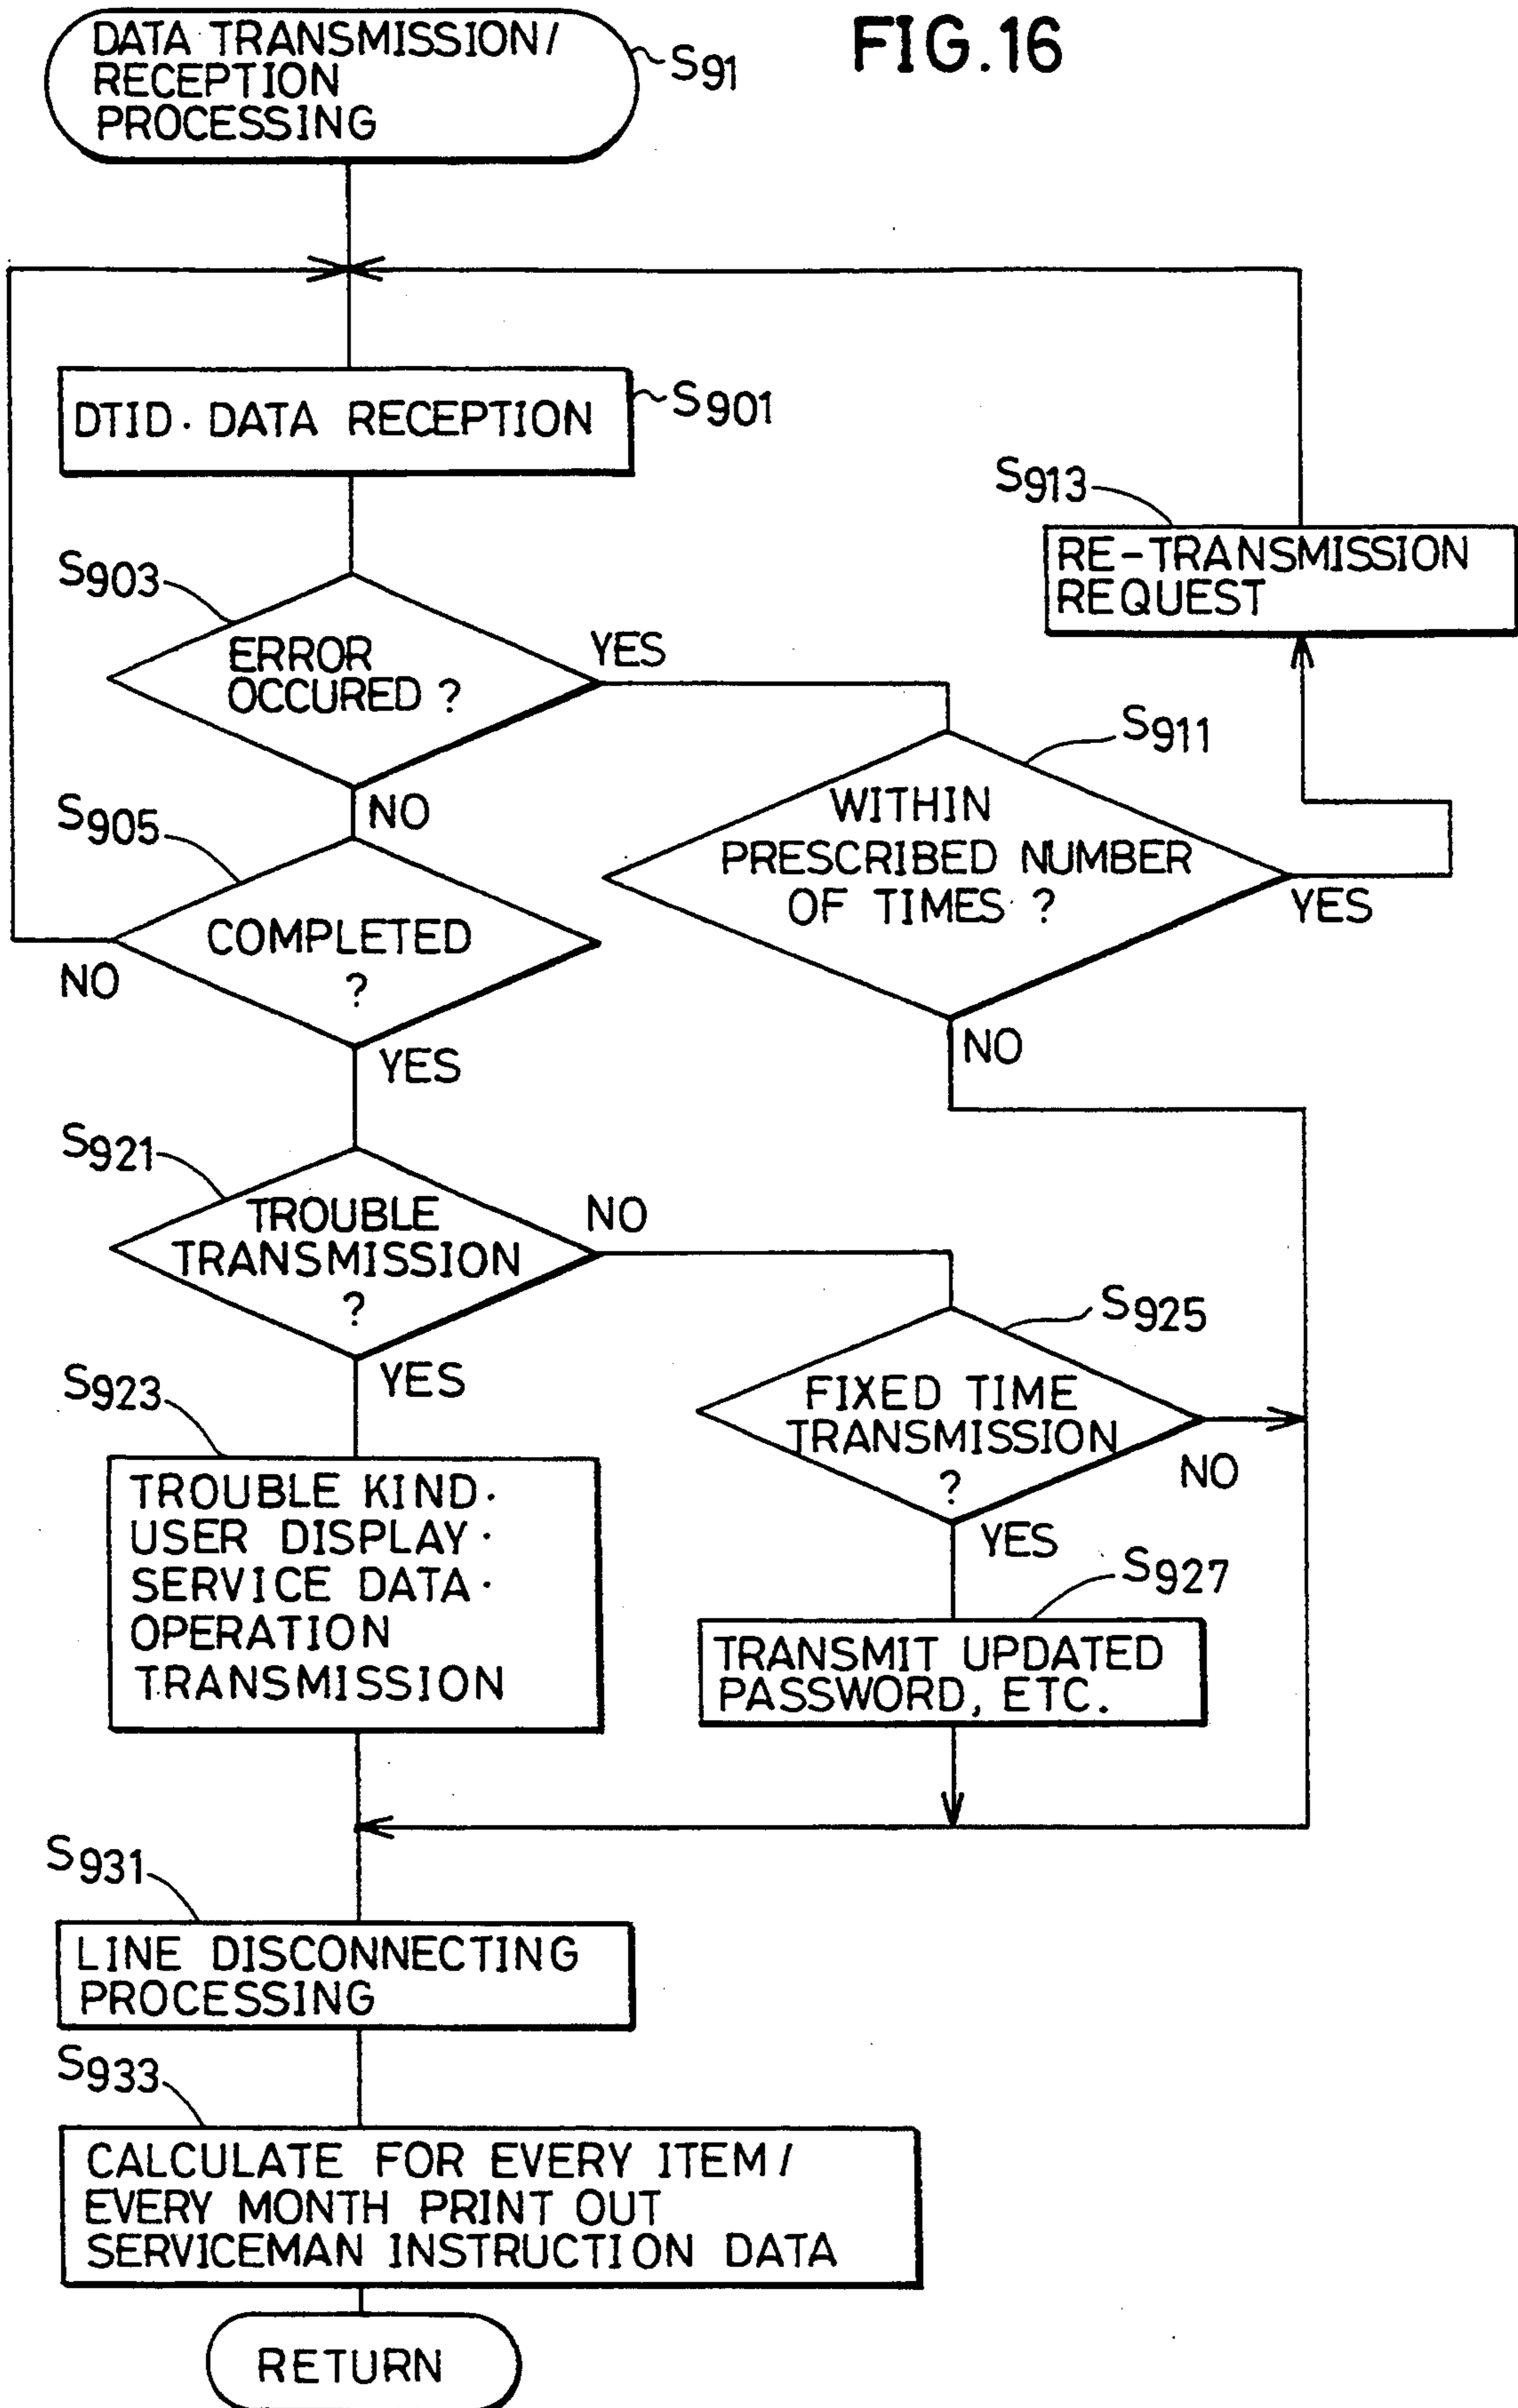 FIG.16
DATA TRANSMISSION/
RECEPTION
PROCESSING
S91
DTID· DATA RECEPTION
S901
S913
RE-TRANSMISSION
REQUEST
S903
ERROR
OCCURED ?
YES
NO
S911
WITHIN
PRESCRIBED NUMBER
OF TIMES ?
YES
NO
S905
COMPLETED
?
NO
YES
S921
TROUBLE
TRANSMISSION
?
NO
YES
S925
FIXED TIME
TRANSMISSION
?
NO
YES
S923
TROUBLE KIND·
USER DISPLAY·
SERVICE DATA·
OPERATION
TRANSMISSION
S927
TRANSMIT UPDATED
PASSWORD, ETC.
S931
LINE DISCONNECTING
PROCESSING
S933
CALCULATE FOR EVERY ITEM/
EVERY MONTH PRINT OUT
SERVICEMAN INSTRUCTION DATA
RETURN